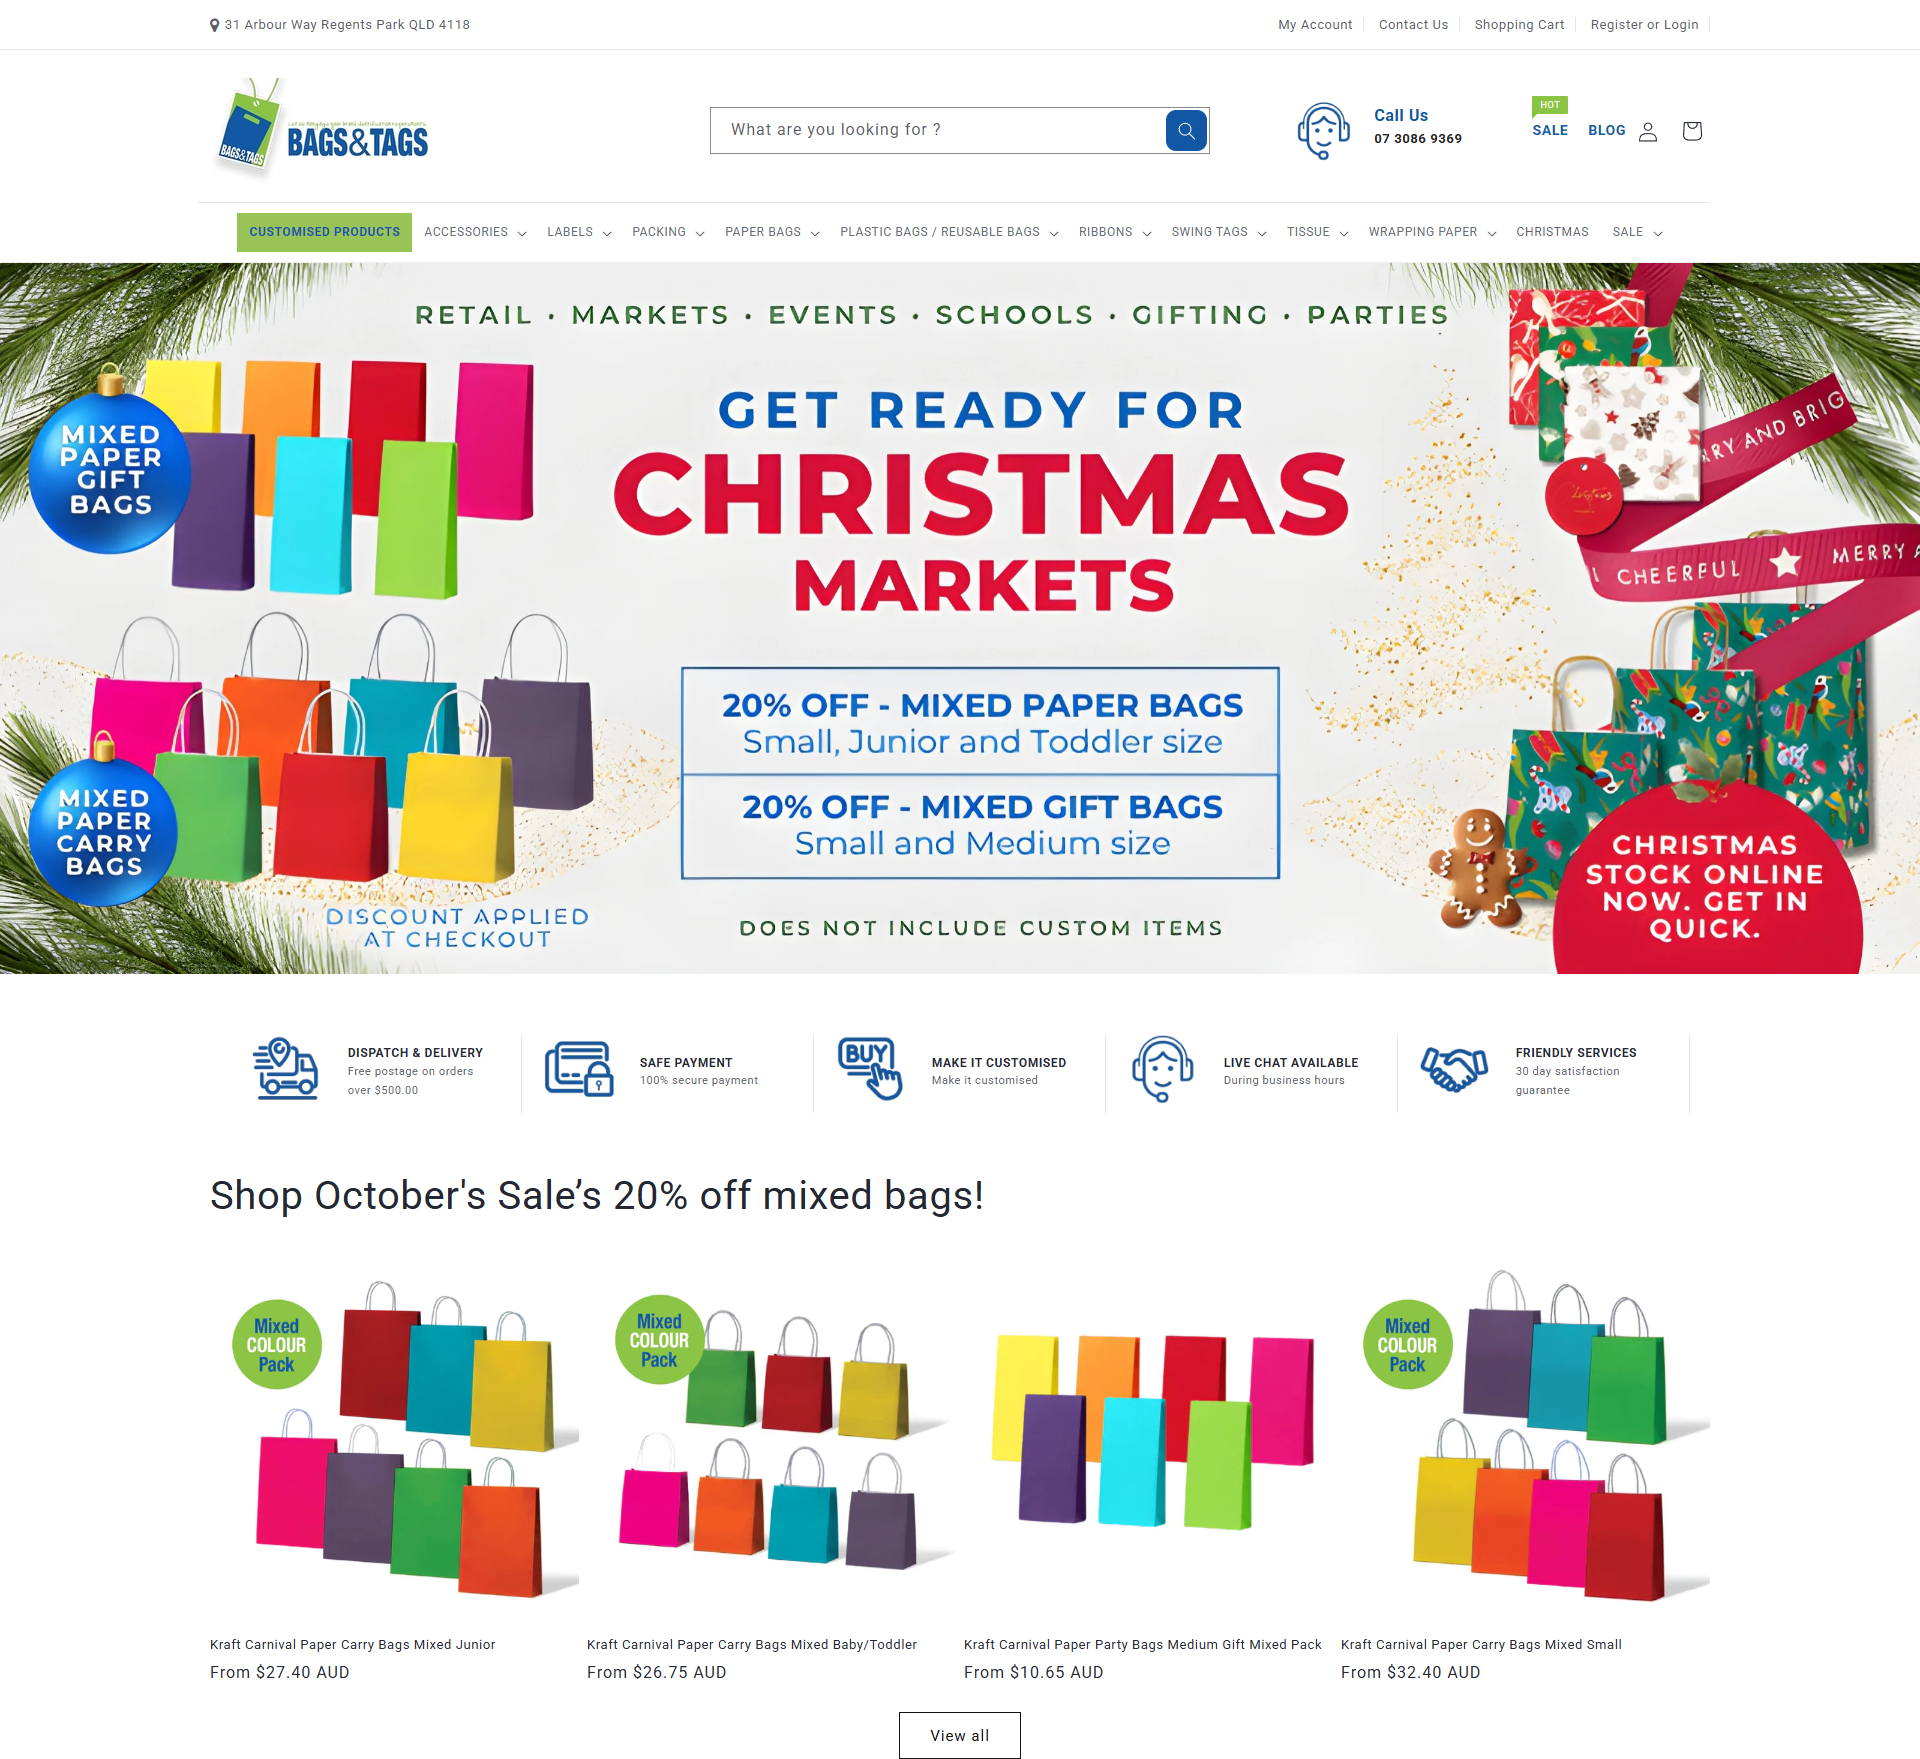 31 Arbour Way Regents Park QLD 4118
My Account
Contact Us
Shopping Cart
Register or Login
BAGS&TAGS
BAGS&TAGS
What are you looking for ?
Call Us
07 3086 9369
HOT
SALE
BLOG
CUSTOMISED PRODUCTS
ACCESSORIES
LABELS
PACKING
PAPER BAGS
PLASTIC BAGS / REUSABLE BAGS
RIBBONS
SWING TAGS
TISSUE
WRAPPING PAPER
CHRISTMAS
SALE
RETAIL • MARKETS • EVENTS • SCHOOLS • GIFTING • PARTIES
GET READY FOR
CHRISTMAS
MARKETS
MIXED
PAPER
GIFT
BAGS
RRY AND BRIG
CHEERFUL
MERRY A
20% OFF - MIXED PAPER BAGS
Small, Junior and Toddler size
20% OFF - MIXED GIFT BAGS
Small and Medium size
MIXED
PAPER
CARRY
BAGS
CHRISTMAS
STOCK ONLINE
NOW. GET IN
QUICK.
DISCOUNT APPLIED
AT CHECKOUT
DOES NOT INCLUDE CUSTOM ITEMS
DISPATCH & DELIVERY
Free postage on orders
over $500.00
SAFE PAYMENT
100% secure payment
BUY
MAKE IT CUSTOMISED
Make it customised
LIVE CHAT AVAILABLE
During business hours
FRIENDLY SERVICES
30 day satisfaction
guarantee
Shop October's Sale’s 20% off mixed bags!
Mixed
COLOUR
Pack
Mixed
COLOUR
Pack
Mixed
COLOUR
Pack
Kraft Carnival Paper Carry Bags Mixed Junior
From $27.40 AUD
Kraft Carnival Paper Carry Bags Mixed Baby/Toddler
From $26.75 AUD
Kraft Carnival Paper Party Bags Medium Gift Mixed Pack
From $10.65 AUD
Kraft Carnival Paper Carry Bags Mixed Small
From $32.40 AUD
View all